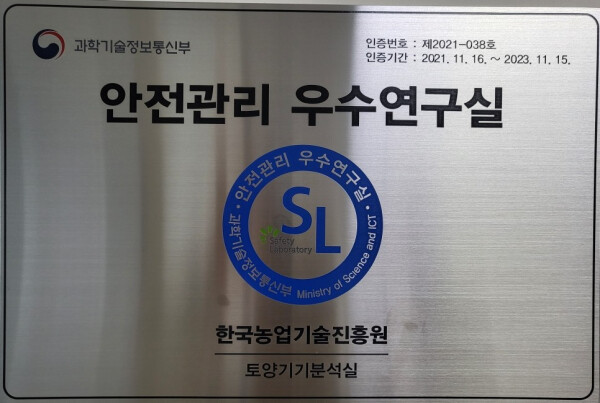 과학기술정보통신부
인증번호 : 제2021-038호
인증기간 : 2021. 11. 16. ～ 2023. 11. 15.
안전관리 우수연구실
• 안전관리 우수연구실 •
SL
Safety
Laboratory
과학기술정보통신부 Ministry of Science and ICT
한국농업기술진흥원
토양기기분석실